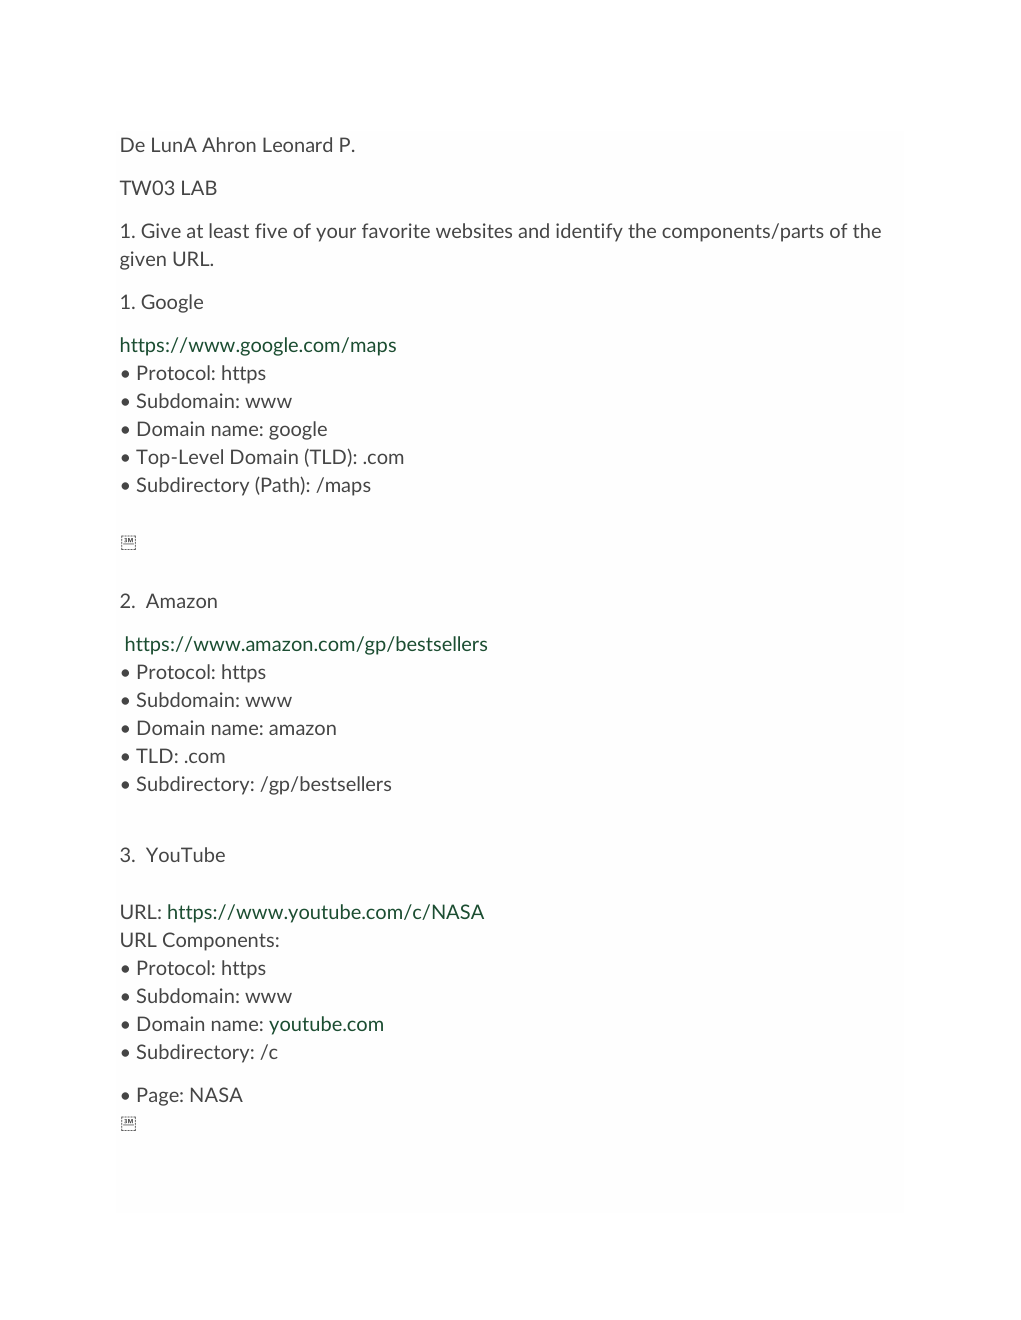 De LunA Ahron Leonard P.
TW03 LAB
1. Give at least five of your favorite websites and identify the components/parts of the
given URL.
1. Google
https://www.google.com/maps
• Protocol: https
• Subdomain: www
• Domain name: google
• Top-Level Domain (TLD): .com
• Subdirectory (Path): /maps
2.  Amazon
https://www.amazon.com/gp/bestsellers
• Protocol: https
• Subdomain: www
• Domain name: amazon
• TLD: .com
• Subdirectory: /gp/bestsellers
3.  YouTube
URL: https://www.youtube.com/c/NASA
URL Components:
• Protocol: https
• Subdomain: www
• Domain name: youtube.com
• Subdirectory: /c
• Page: NASA